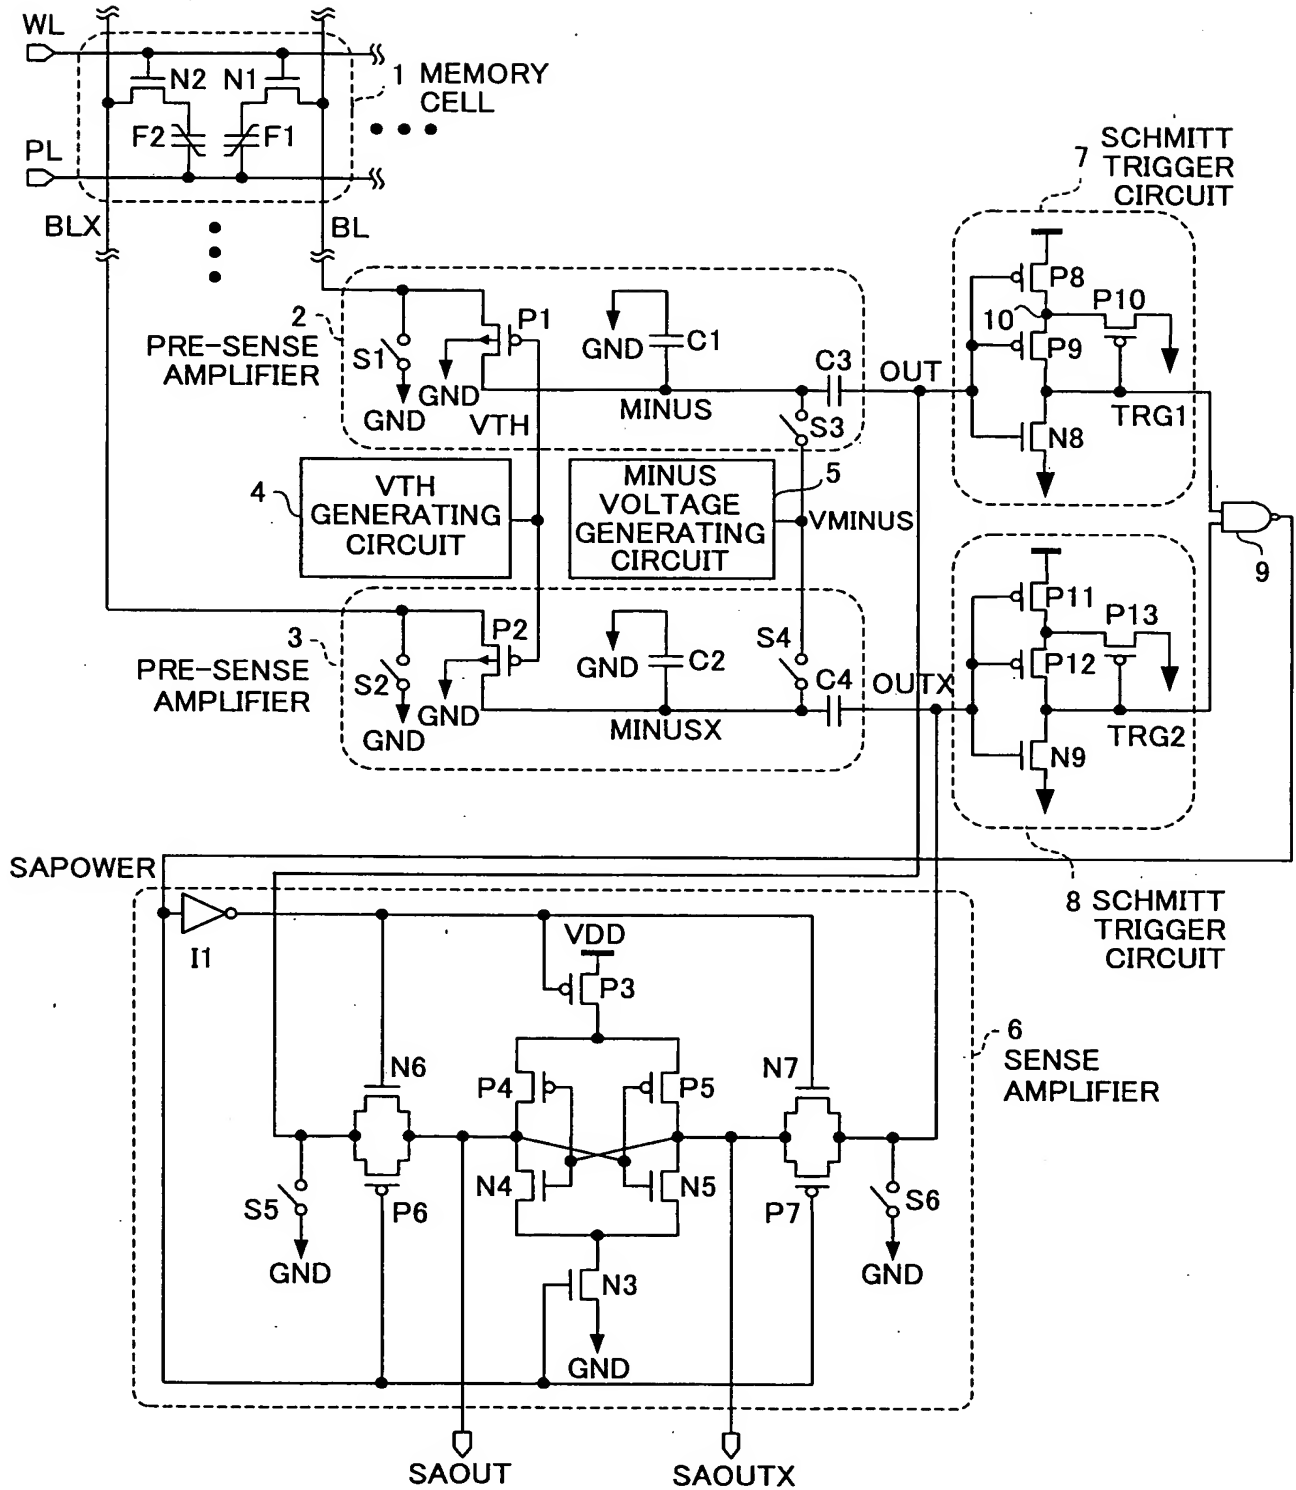 WL
N2
N1
1 MEMORY
CELL
F2
F1
PL
BLX
BL
7 SCHMITT
TRIGGER
CIRCUIT
2
PRE-SENSE
AMPLIFIER
S1
GND
GND
P1
VTH
GND
C1
MINUS
C3
S3
OUT
P8
10
P10
P9
N8
TRG1
4
VTH
GENERATING
CIRCUIT
MINUS
VOLTAGE
GENERATING
CIRCUIT
5
VMINUS
9
3
PRE-SENSE
AMPLIFIER
S2
GND
GND
P2
GND
C2
MINUSX
S4
C4
OUTX
P11
P13
P12
N9
TRG2
8 SCHMITT
TRIGGER
CIRCUIT
SAPOWER
I1
VDD
P3
6
SENSE
AMPLIFIER
N6
P4
P5
N7
N4
N5
S5
P6
P7
S6
GND
N3
GND
GND
SAOUT
SAOUTX